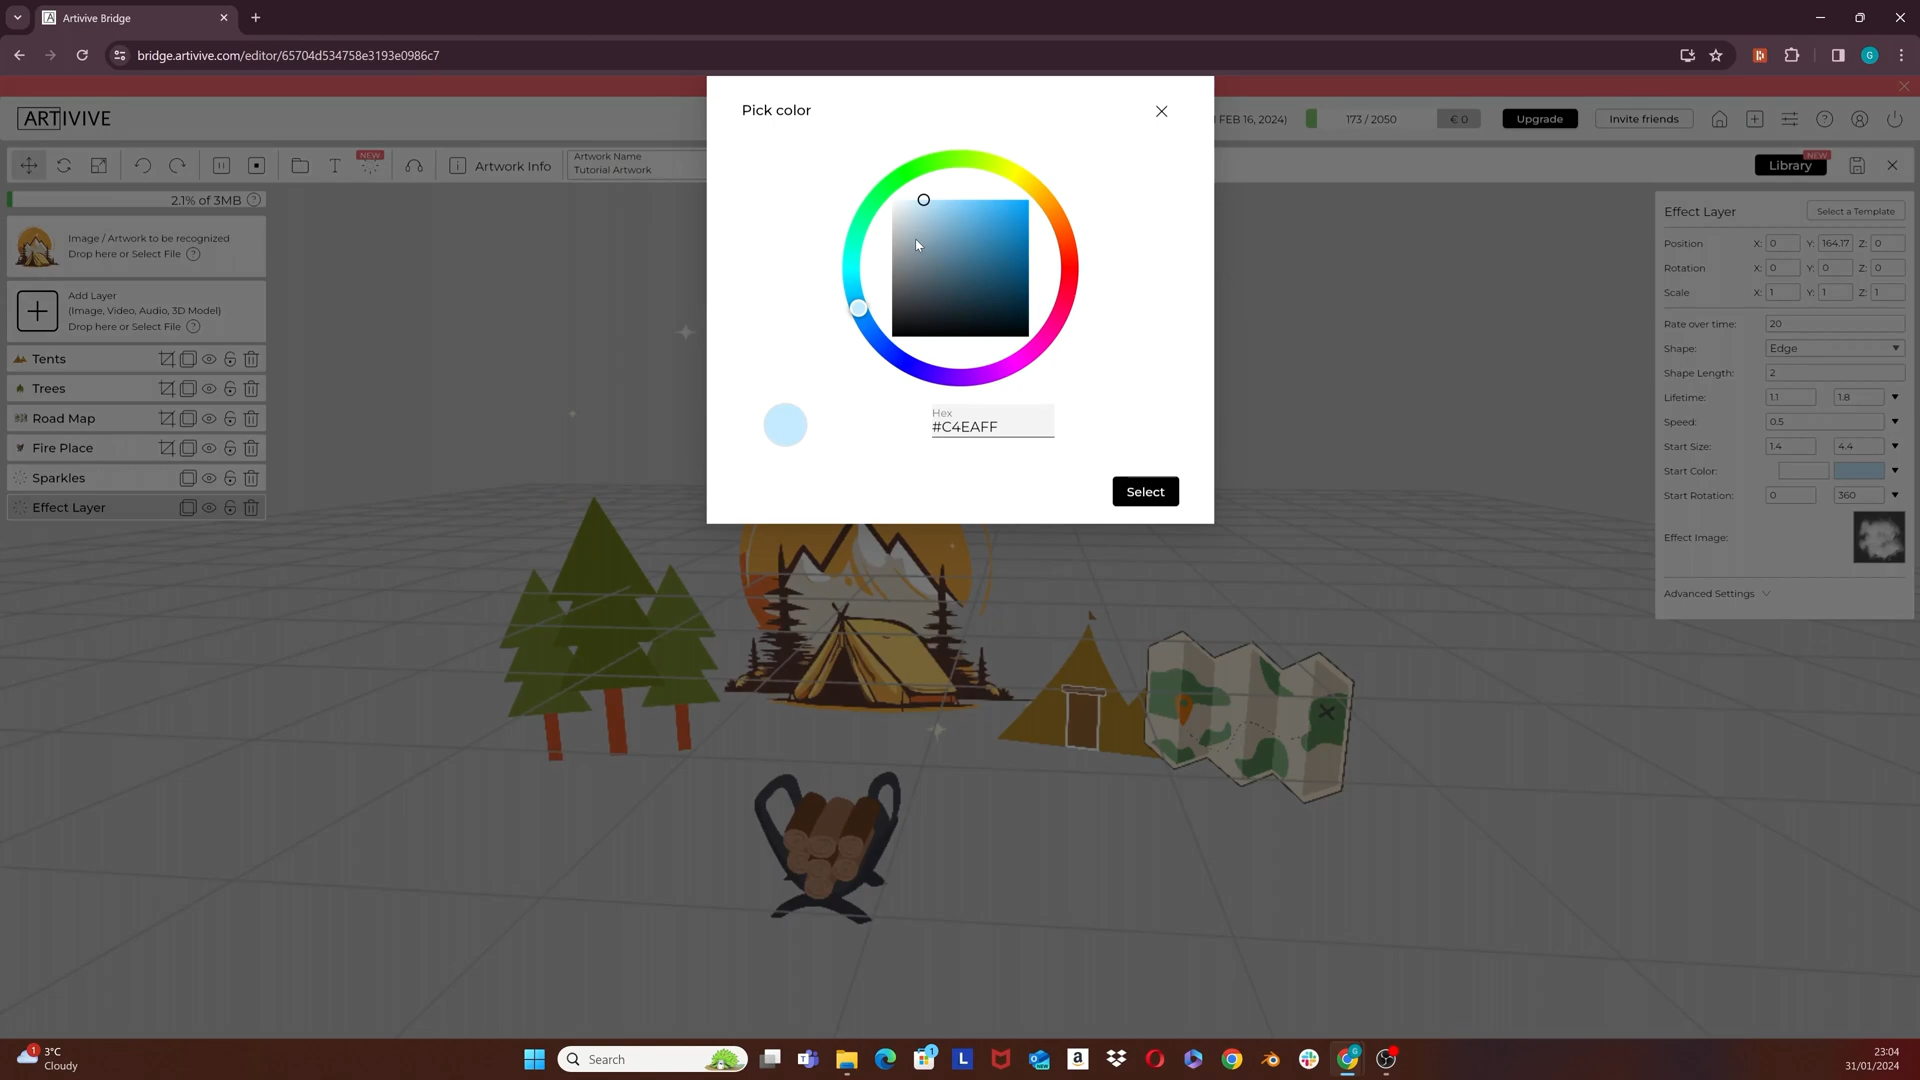 Artivive Bridge
bridge.artivive.com/editor/65704d534758e3193e0986c7
G
ARTIVIVE
FEB 16, 2024)
173 / 2050
€ 0
Upgrade
Invite friends
NEW
T
Artwork Info
Artwork Name
Tutorial Artwork
NEW
Library
2.1% of 3MB
Image / Artwork to be recognized
Drop here or Select File
Add Layer
(Image, Video, Audio, 3D Model)
Drop here or Select File
Tents
Trees
Road Map
Fire Place
Sparkles
Effect Layer
Pick color
Hex
#C4EAFF
Select
Effect Layer
Select a Template
Position X: 0 Y: 164.17 Z: 0
Rotation X: 0 Y: 0 Z: 0
Scale X: 1 Y: 1 Z: 1
Rate over time: 20
Shape: Edge
Shape Length: 2
Lifetime: 1.1 1.8
Speed: 0.5
Start Size: 1.4 4.4
Start Color:
Start Rotation: 0 360
Effect Image:
Advanced Settings
1
3°C
Cloudy
Search
1
L
NEW
a
G
23:04
31/01/2024